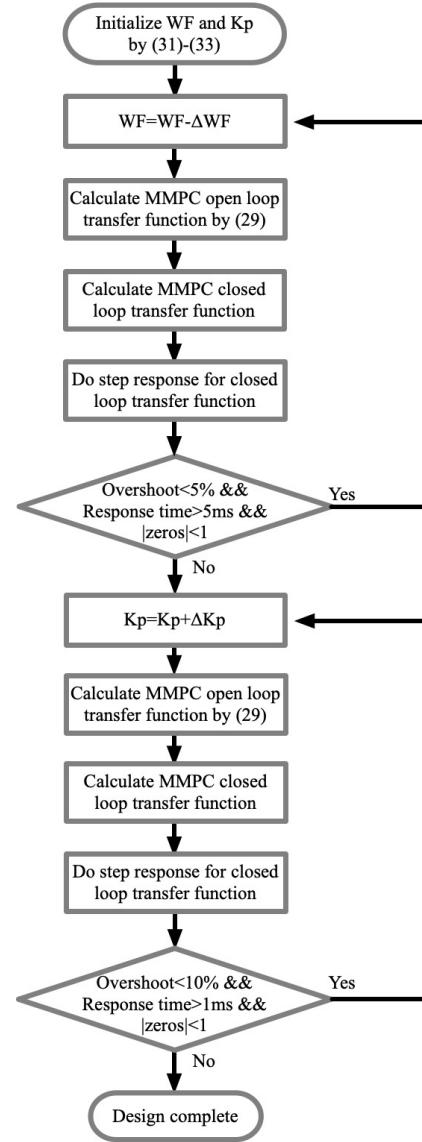 Initialize WF and Kp
by (31)-(33)
WF=WF-ΔWF
Calculate MMPC open loop
transfer function by (29)
Calculate MMPC closed
loop transfer function
Do step response for closed
loop transfer function
Overshoot<5% &&
Response time>5ms &&
|zeros|<1
Yes
No
Kp=Kp+ΔKp
Calculate MMPC open loop
transfer function by (29)
Calculate MMPC closed
loop transfer function
Do step response for closed
loop transfer function
Overshoot<10% &&
Response time>1ms &&
|zeros|<1
Yes
No
Design complete